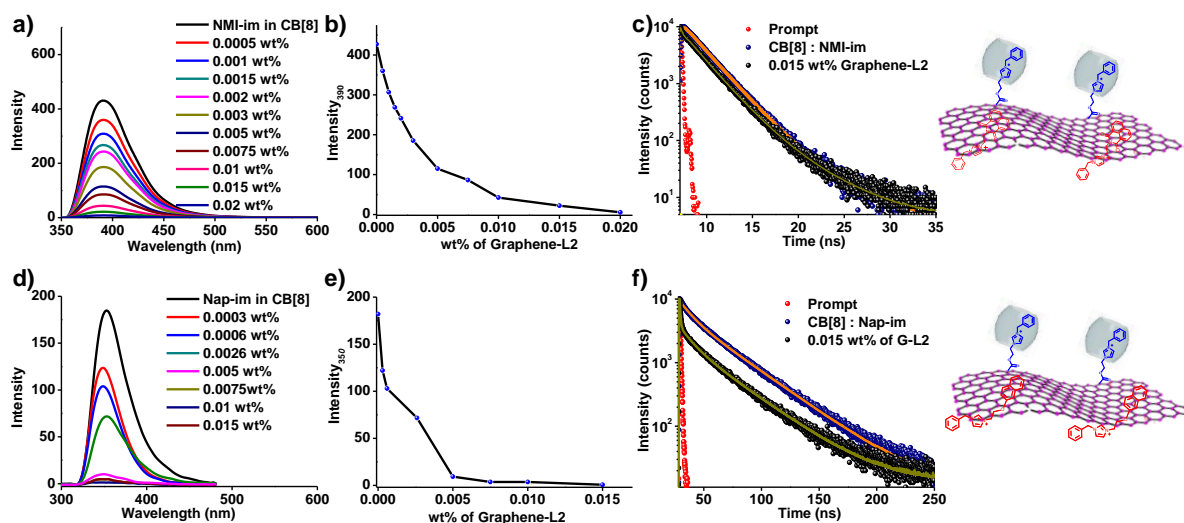 a)
600
400
200
0
350 400 450 500 550 600
Intensity
Wavelength (nm)
NMI-im in CB[8]
0.0005 wt%
0.001 wt%
0.0015 wt%
0.002 wt%
0.003 wt%
0.005 wt%
0.0075 wt%
0.01 wt%
0.015 wt%
0.02 wt%
b)
400
300
200
100
0
0.000 0.005 0.010 0.015 0.020
Intensity390
wt% of Graphene-L2
c)
10^4
10^3
10^2
10^1
10 15 20 25 30 35
Intensity (counts)
Time (ns)
Prompt
CB[8] : NMI-im
0.015 wt% Graphene-L2
d)
200
150
100
50
0
300 400 500 600
Intensity
Wavelength (nm)
Nap-im in CB[8]
0.0003 wt%
0.0006 wt%
0.0026 wt%
0.005 wt%
0.0075wt%
0.01 wt%
0.015 wt%
e)
200
150
100
50
0
0.000 0.005 0.010 0.015
Intensity350
wt% of Graphene-L2
f)
10^4
10^3
10^2
50 100 150 200 250
Intensity (counts)
Time (ns)
Prompt
CB[8] : Nap-im
0.015 wt% of G-L2